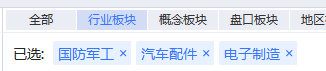 全部 行业板块 概念板块 盘口板块 地区
已选: 国防军工 × 汽车配件 × 电子制造 ×